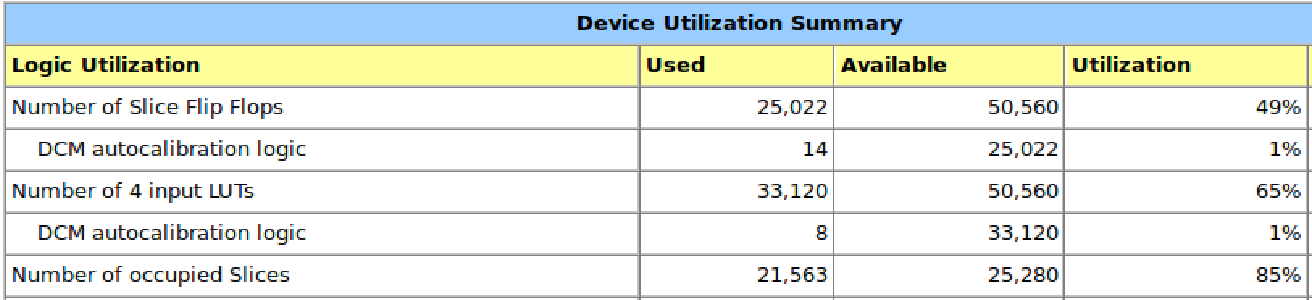 Device Utilization Summary
Logic Utilization Used Available Utilization
Number of Slice Flip Flops 25,022 50,560 49%
DCM autocalibration logic 14 25,022 1%
Number of 4 input LUTs 33,120 50,560 65%
DCM autocalibration logic 8 33,120 1%
Number of occupied Slices 21,563 25,280 85%